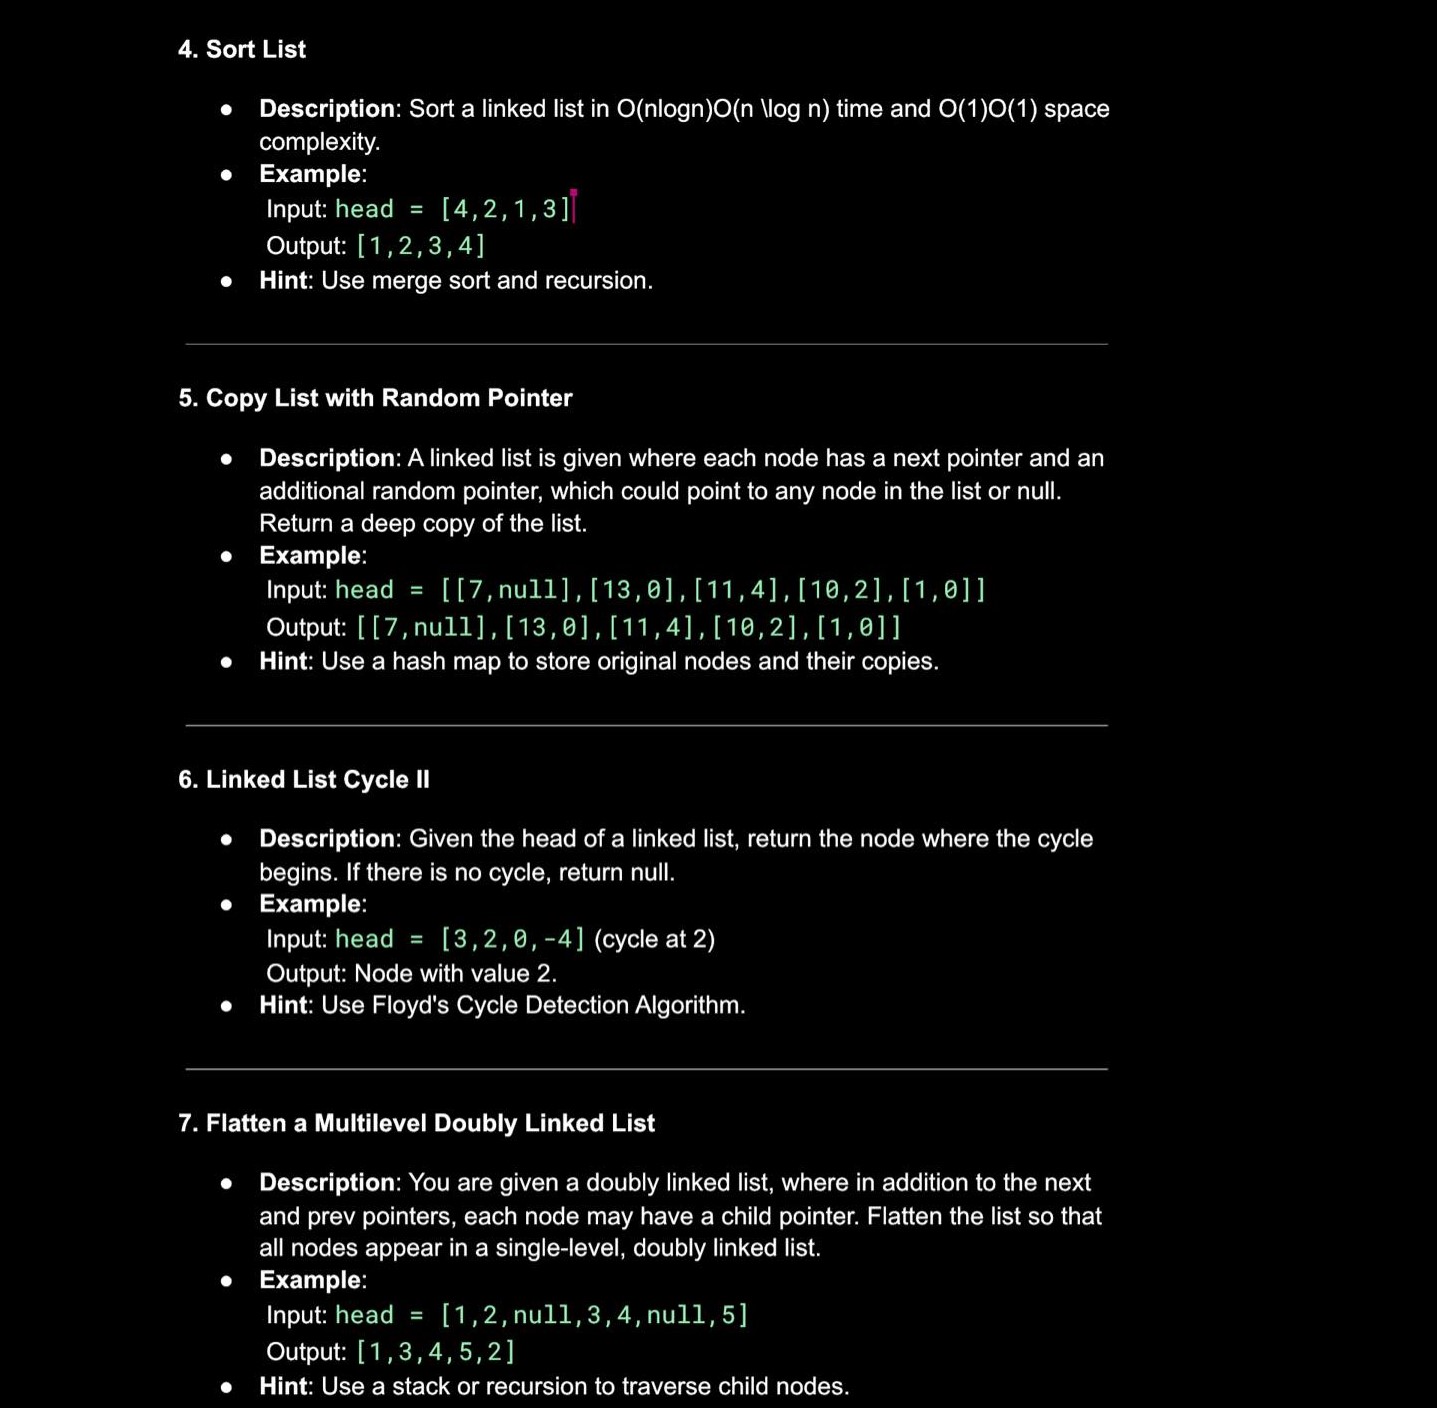 4. Sort List
● Description: Sort a linked list in O(nlogn)O(n \log n) time and O(1)O(1) space
complexity.
● Example:
Input: head = [4,2,1,3]
Output: [1,2,3,4]
● Hint: Use merge sort and recursion.
5. Copy List with Random Pointer
● Description: A linked list is given where each node has a next pointer and an
additional random pointer, which could point to any node in the list or null.
Return a deep copy of the list.
● Example:
Input: head = [[7,null],[13,0],[11,4],[10,2],[1,0]]
Output: [[7,null],[13,0],[11,4],[10,2],[1,0]]
● Hint: Use a hash map to store original nodes and their copies.
6. Linked List Cycle II
● Description: Given the head of a linked list, return the node where the cycle
begins. If there is no cycle, return null.
● Example:
Input: head = [3,2,0,-4] (cycle at 2)
Output: Node with value 2.
● Hint: Use Floyd's Cycle Detection Algorithm.
7. Flatten a Multilevel Doubly Linked List
● Description: You are given a doubly linked list, where in addition to the next
and prev pointers, each node may have a child pointer. Flatten the list so that
all nodes appear in a single-level, doubly linked list.
● Example:
Input: head = [1,2,null,3,4,null,5]
Output: [1,3,4,5,2]
● Hint: Use a stack or recursion to traverse child nodes.